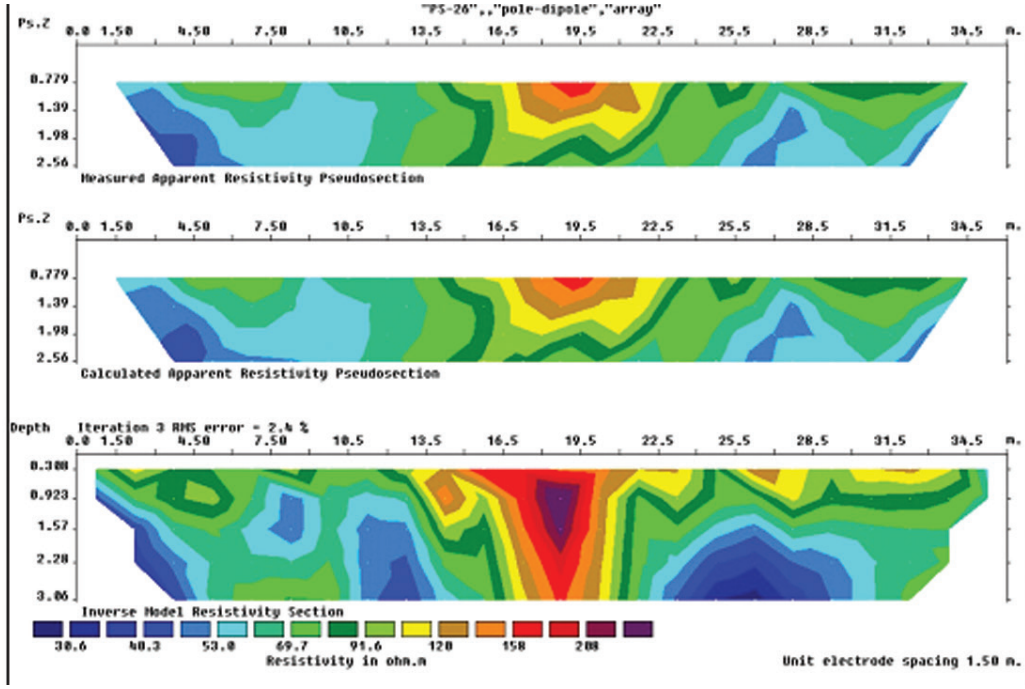 "PS-26",,"pole-dipole","array"
Ps.Z
0.0 1.50 4.50 7.50 10.5 13.5 16.5 19.5 22.5 25.5 28.5 31.5 34.5 m.
0.779
1.39
1.98
2.56
Measured Apparent Resistivity Pseudosection
Ps.Z
0.0 1.50 4.50 7.50 10.5 13.5 16.5 19.5 22.5 25.5 28.5 31.5 34.5 m.
0.779
1.39
1.98
2.56
Calculated Apparent Resistivity Pseudosection
Depth Iteration 3 RMS error = 2.4 %
0.0 1.50 4.50 7.50 10.5 13.5 16.5 19.5 22.5 25.5 28.5 31.5 34.5 m.
0.308
0.923
1.57
2.28
3.06
Inverse Model Resistivity Section
30.6 40.3 53.0 69.7 91.6 120 158 208
Resistivity in ohm.m
Unit electrode spacing 1.50 m.